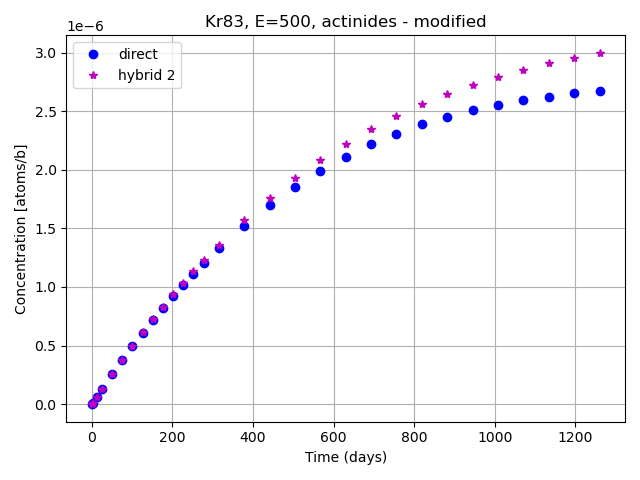 Kr83, E=500, actinides - modified
1e−6
direct
hybrid 2
3.0
2.5
2.0
1.5
1.0
0.5
0.0
Concentration [atoms/b]
0 200 400 600 800 1000 1200
Time (days)